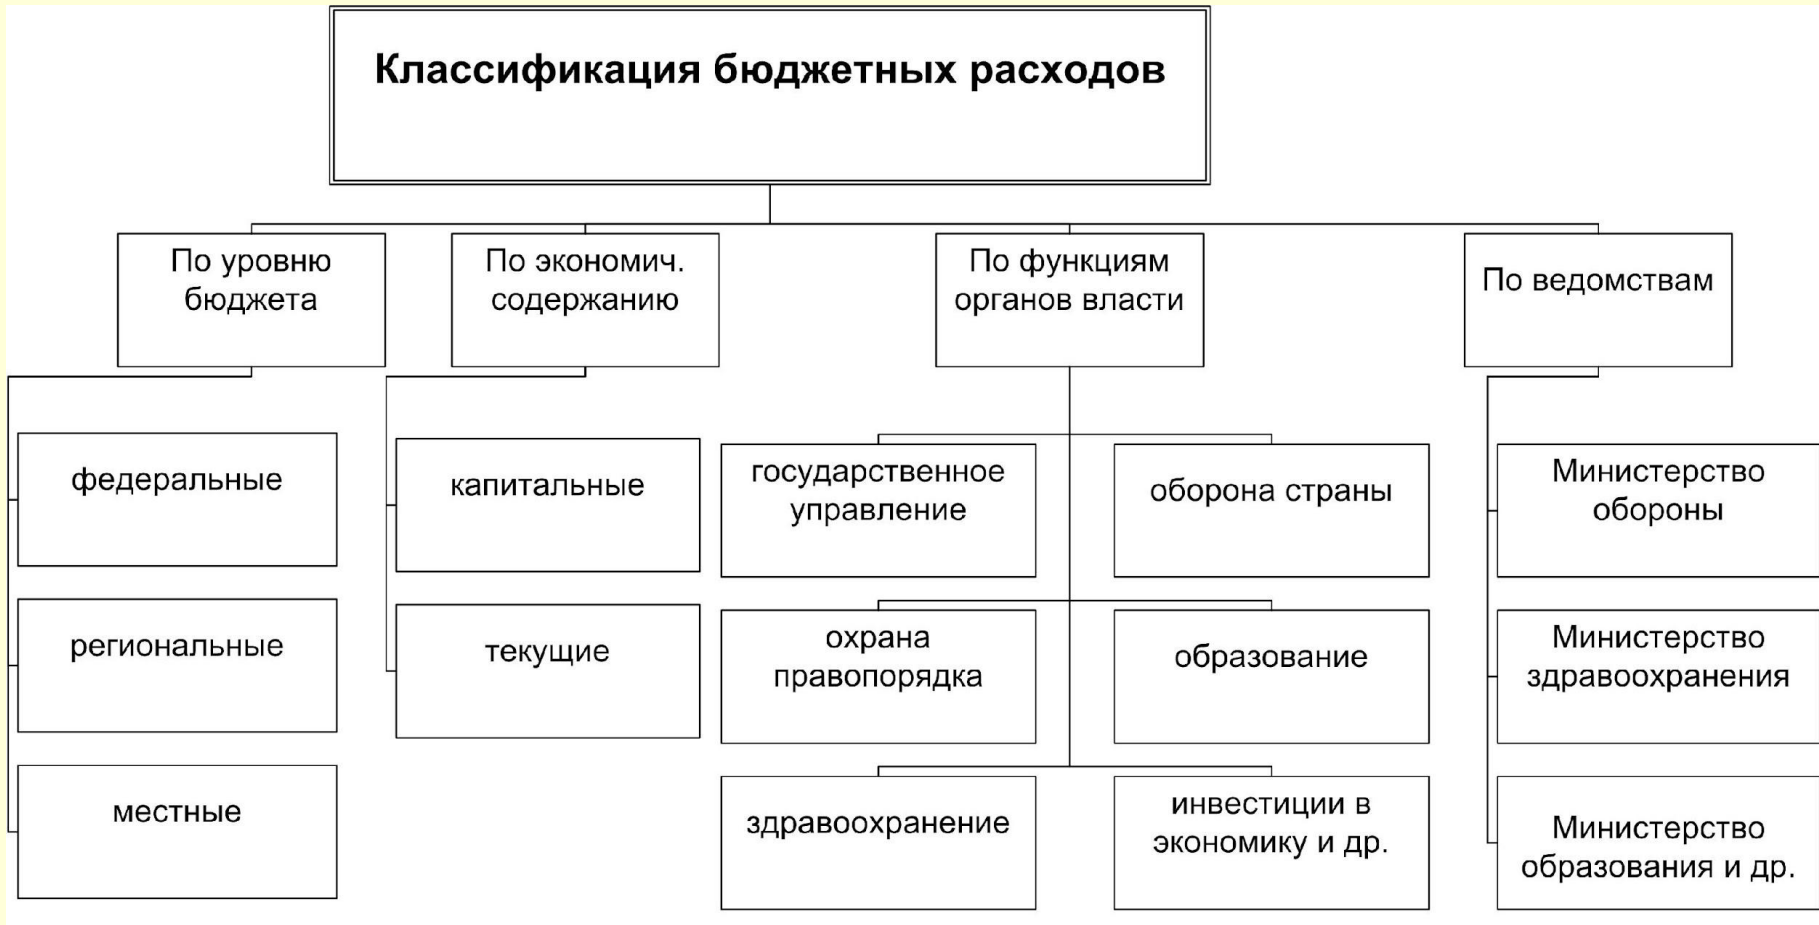 Классификация бюджетных расходов
По уровню
бюджета
По экономич.
содержанию
По функциям
органов власти
По ведомствам
федеральные
региональные
местные
капитальные
текущие
государственное
управление
оборона страны
охрана
правопорядка
образование
здравоохранение
инвестиции в
экономику и др.
Министерство
обороны
Министерство
здравоохранения
Министерство
образования и др.